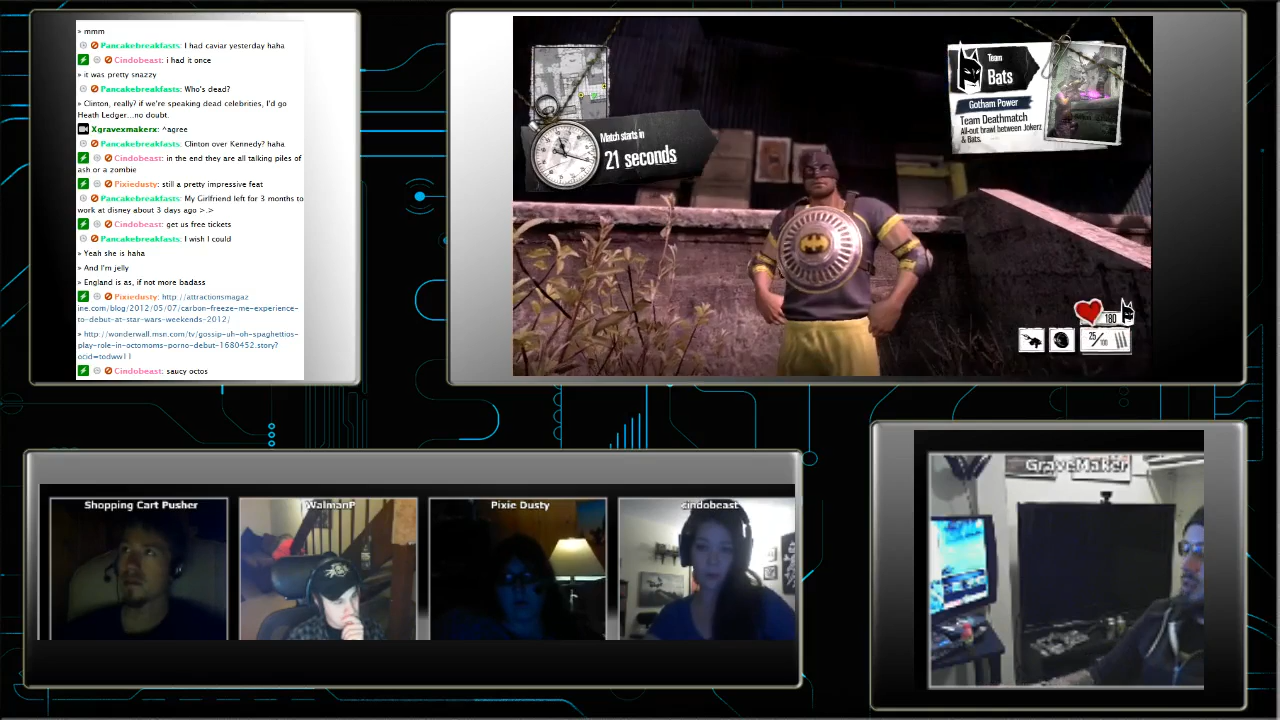 » mmm
Pancakebreakfasts: I had caviar yesterday haha
Cindobeast: i had it once
» it was pretty snazzy
Pancakebreakfasts: Who's dead?
» Clinton, really? if we're speaking dead celebrities, I'd go
Heath Ledger...no doubt.
Xgravexmakerx: ^agree
Pancakebreakfasts: Clinton over Kennedy? haha
Cindobeast: in the end they are all talking piles of
ash or a zombie
Pixiedusty: still a pretty impressive feat
Pancakebreakfasts: My Girlfriend left for 3 months to
work at disney about 3 days ago >.>
Cindobeast: get us free tickets
Pancakebreakfasts: I wish I could
» Yeah she is haha
» And I'm jelly
» England is as, if not more badass
Pixiedusty: http://attractionsmagaz
ine.com/blog/2012/05/07/carbon-freeze-me-experience-
to-debut-at-star-wars-weekends-2012/
» http://wonderwall.msn.com/tv/gossip-uh-oh-spaghettios-
play-role-in-octomoms-porno-debut-1680452.story?
ocid=todww11
Cindobeast: saucy octos
Match starts in
21 seconds
Team
Bats
Gotham Power
Team Deathmatch
All-out brawl between Jokerz
& Bats.
180
25/100
Shopping Cart Pusher
WalmanP
Pixie Dusty
cindobeast
GraveMaker